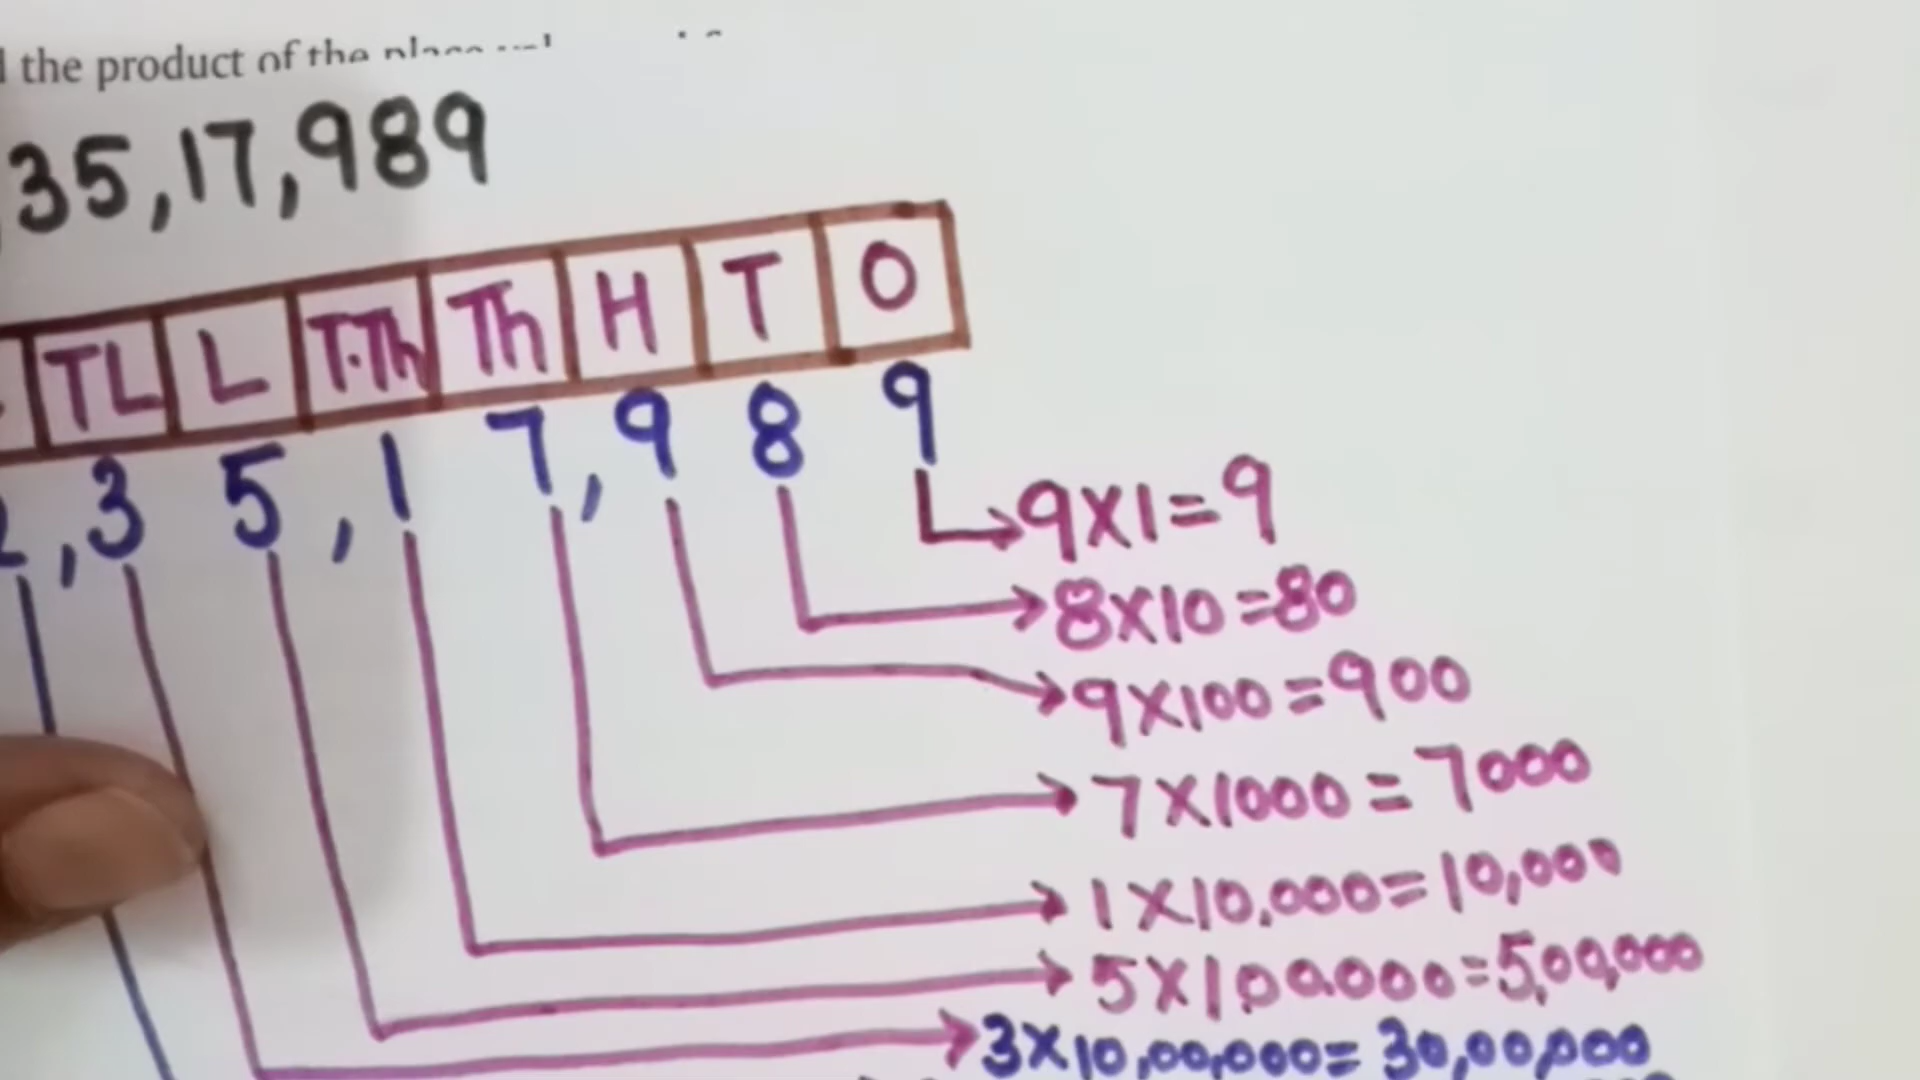 the product of the place
35,17,989
TL L T.Th Th H T O
2,3 5,1 7,9 8 9
9X1=9
8X10=80
9X100=900
7X1000=7000
1X10,000=10,000
5X1,00,000=5,00,000
3X10,00,000=30,00,000